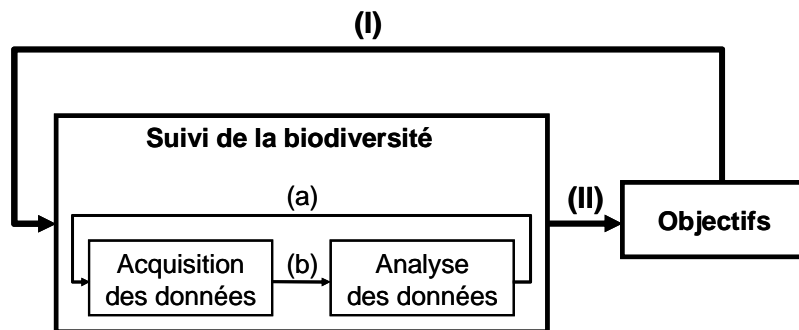 (I)
Suivi de la biodiversité
(a)
(II)
Objectifs
Acquisition
des données
(b)
Analyse
des données